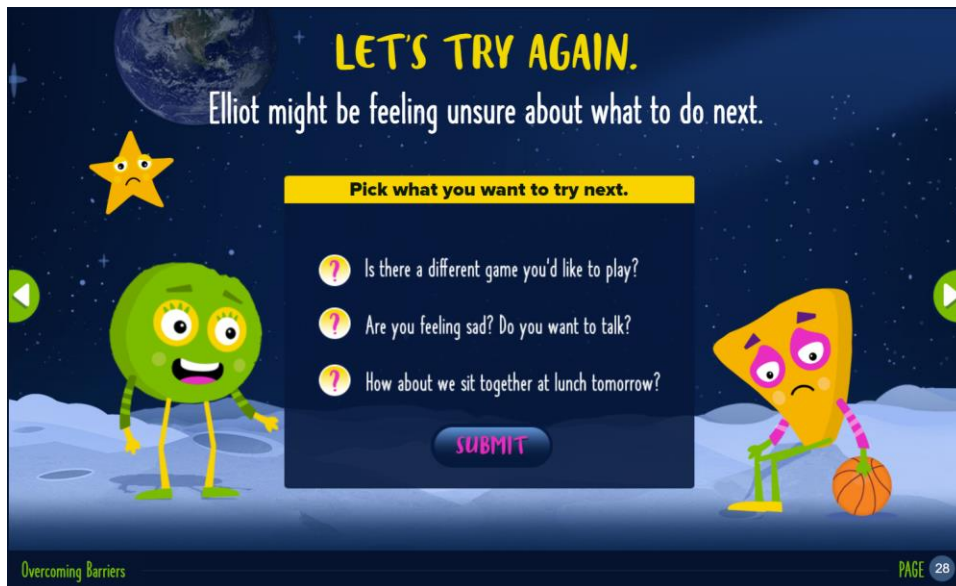 LET'S TRY AGAIN.
Elliot might be feeling unsure about what to do next.
Pick what you want to try next.
? Is there a different game you'd like to play?
? Are you feeling sad? Do you want to talk?
? How about we sit together at lunch tomorrow?
SUBMIT
Overcoming Barriers
PAGE 28